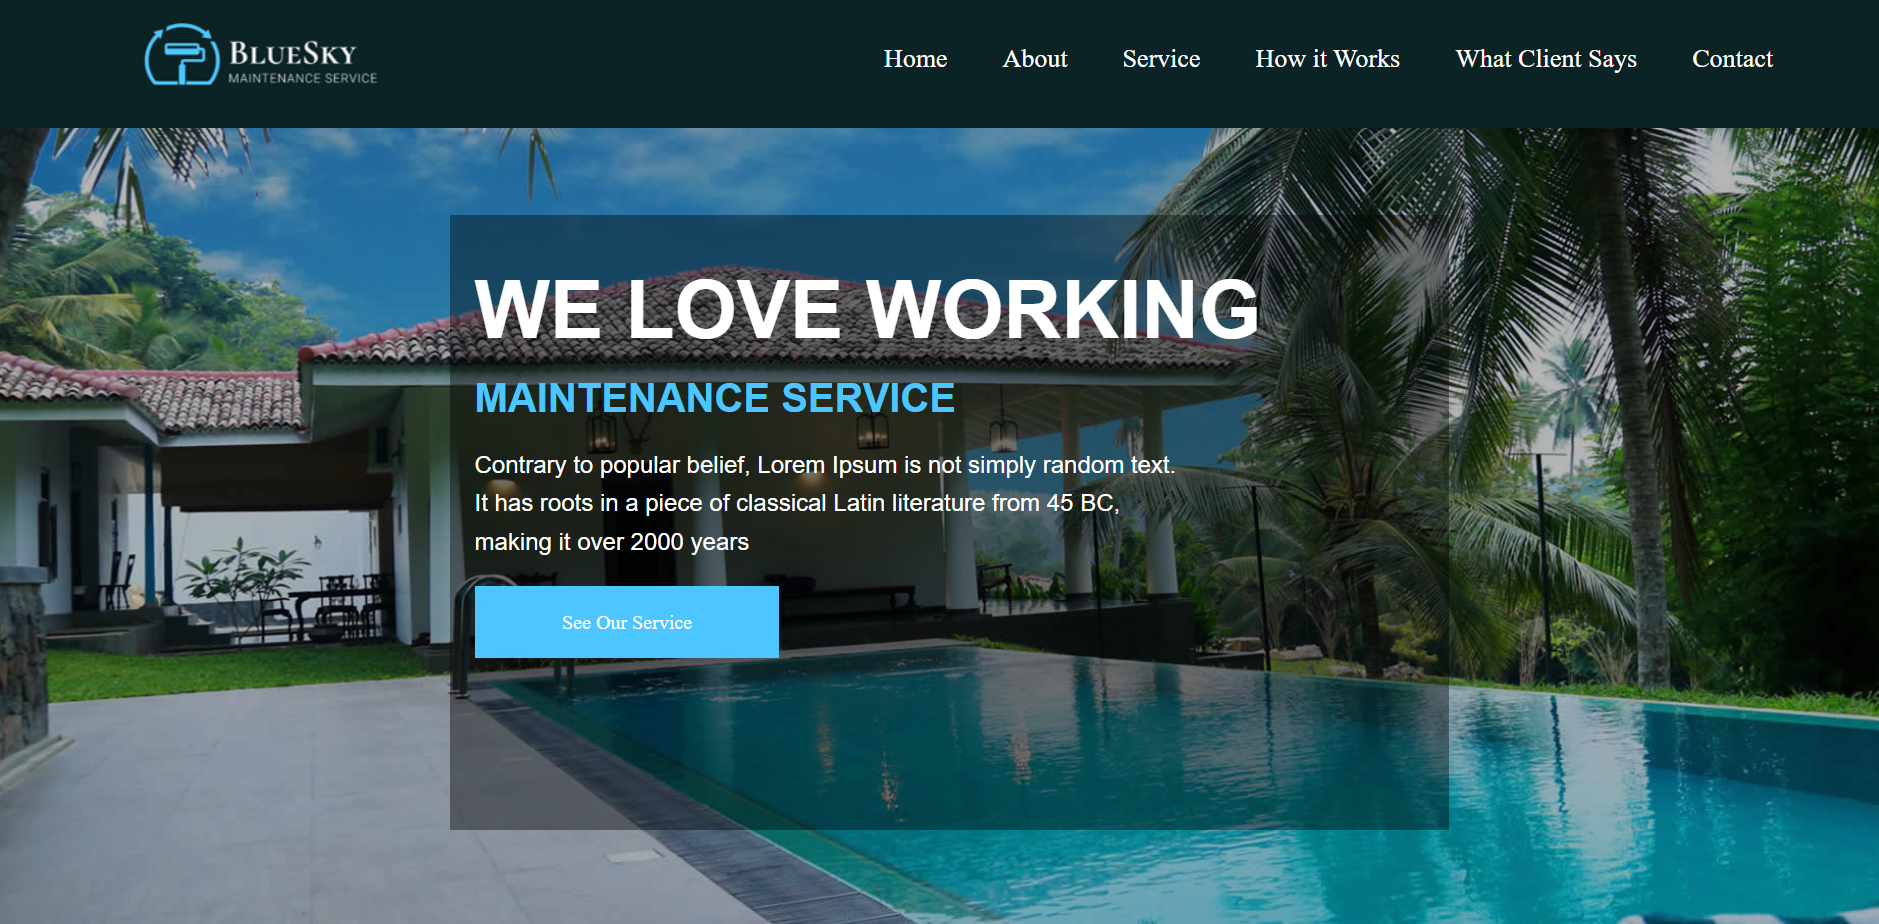 BlueSky
MAINTENANCE SERVICE
Home About Service How it Works What Client Says Contact
WE LOVE WORKING
MAINTENANCE SERVICE
Contrary to popular belief, Lorem Ipsum is not simply random text.
It has roots in a piece of classical Latin literature from 45 BC,
making it over 2000 years
See Our Service